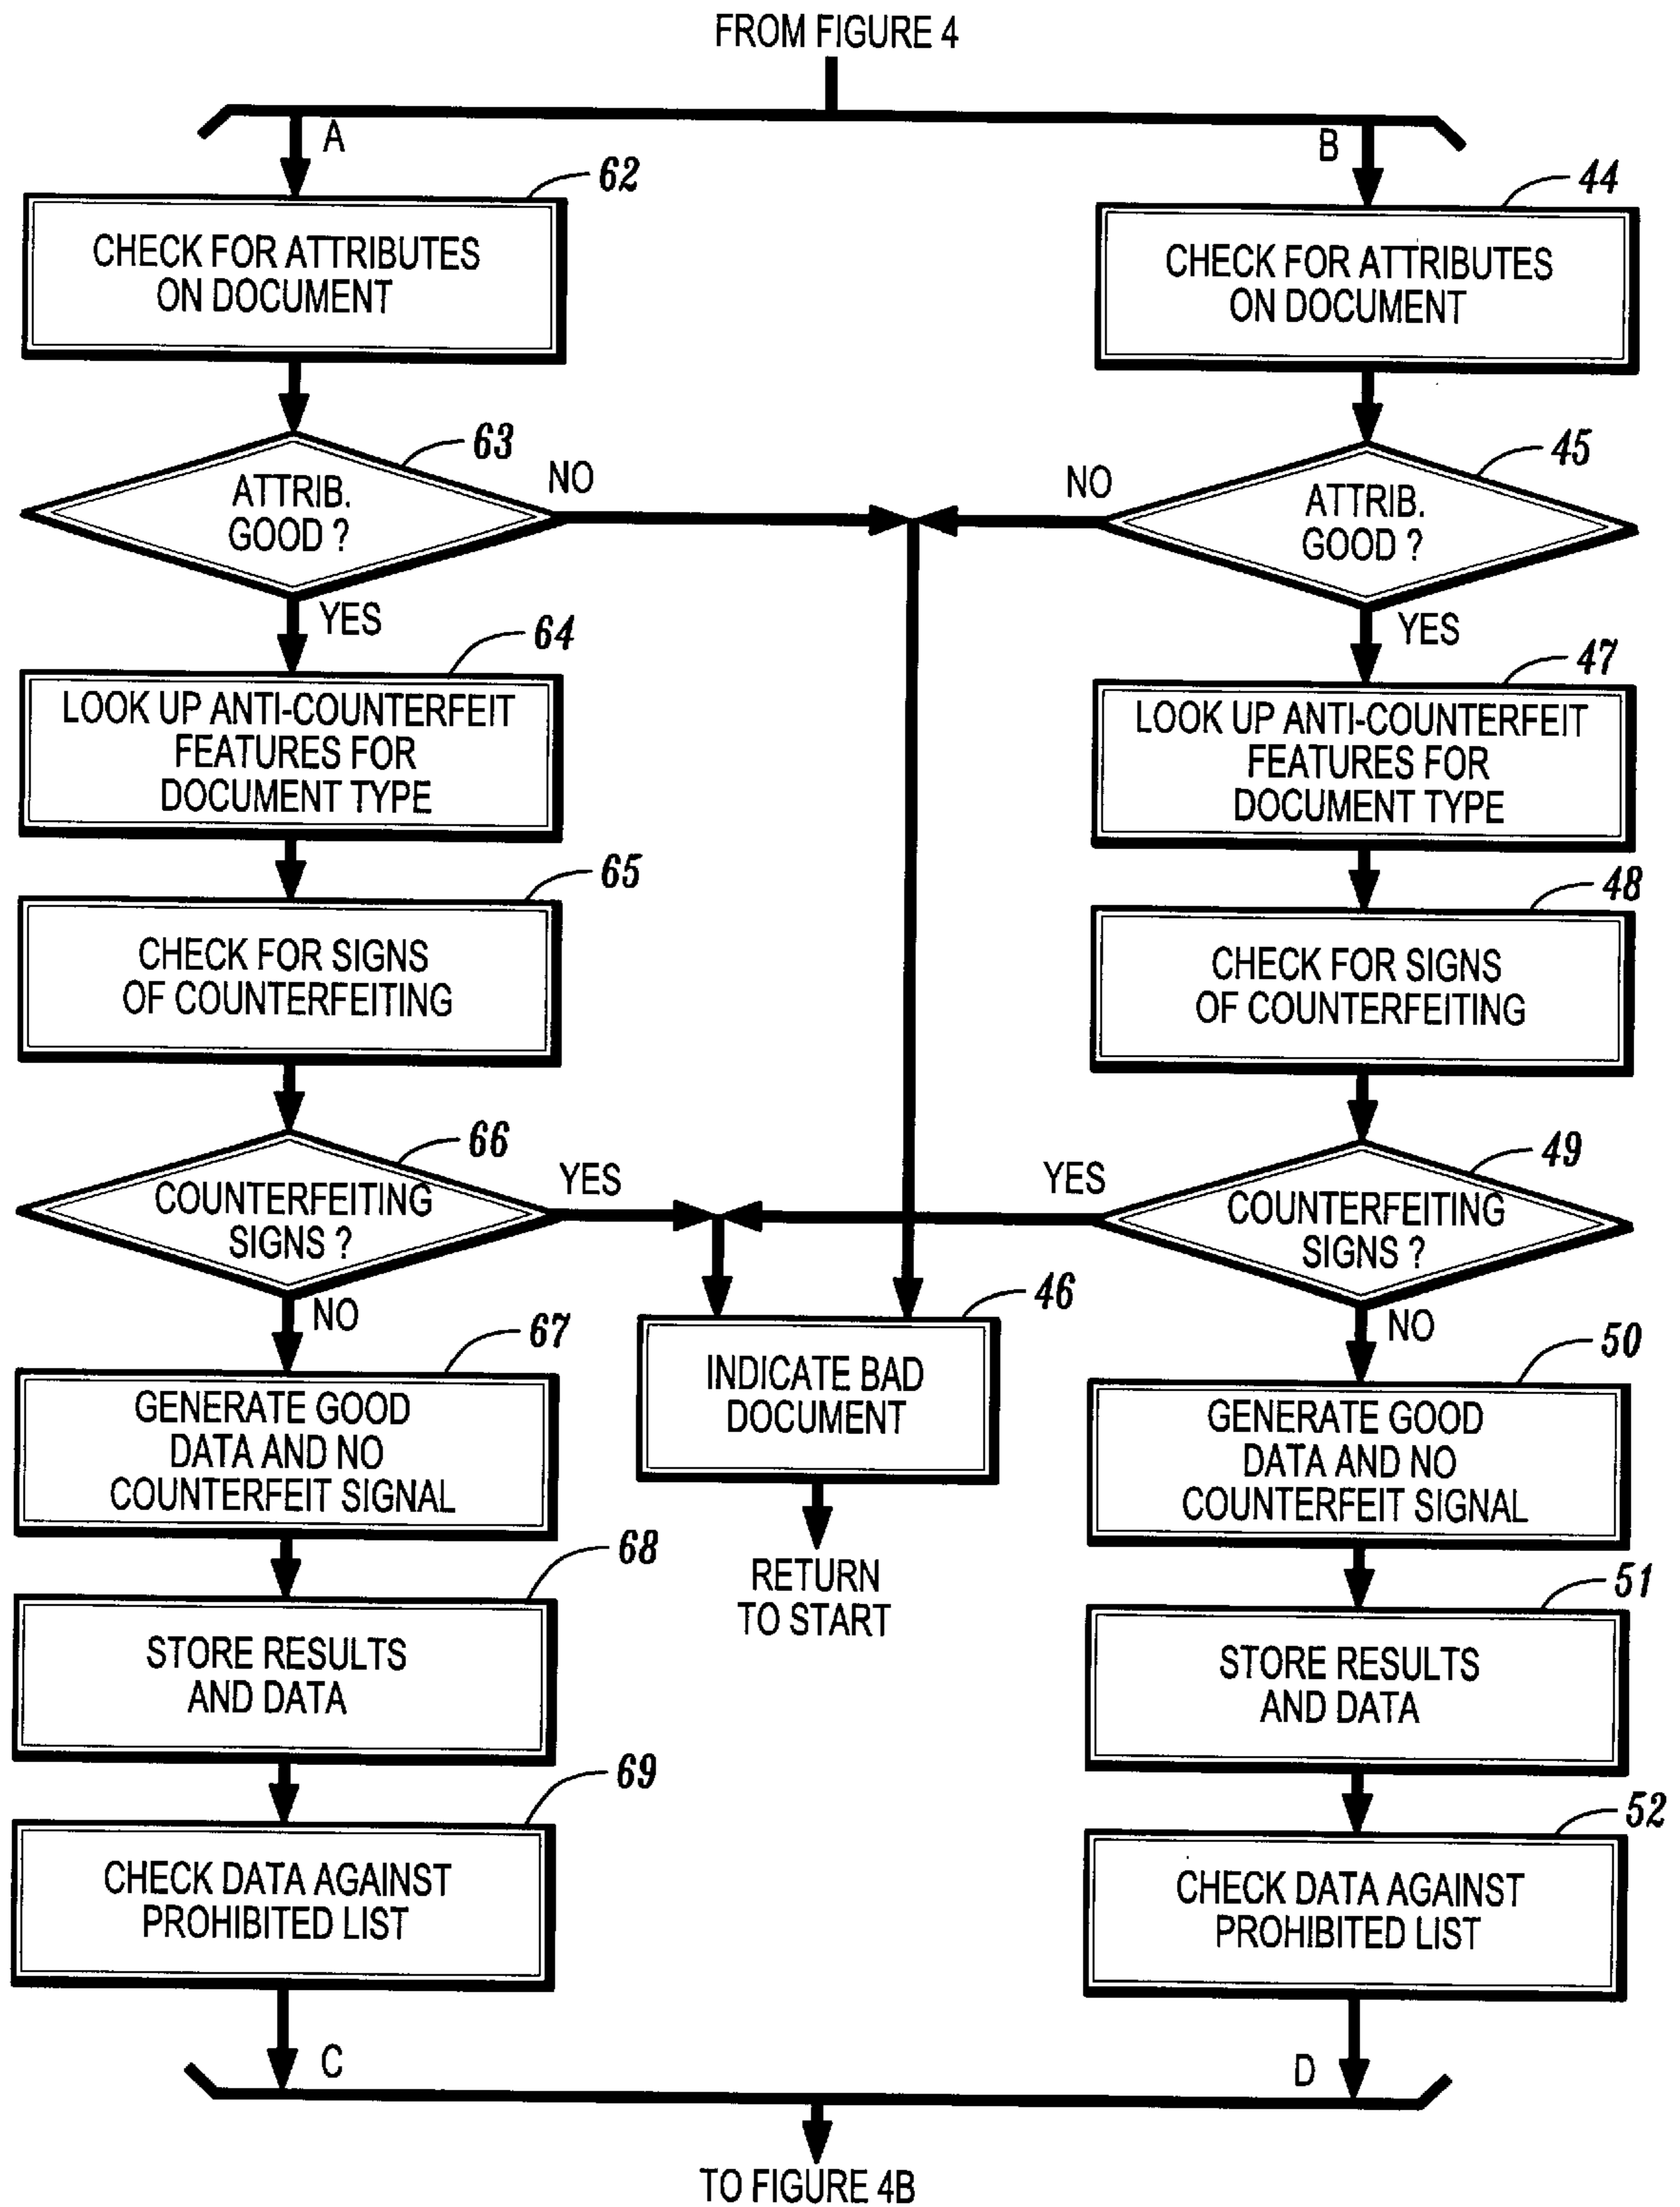 FROM FIGURE 4
A
B
62
CHECK FOR ATTRIBUTES
ON DOCUMENT
44
CHECK FOR ATTRIBUTES
ON DOCUMENT
63
ATTRIB.
GOOD ?
NO
YES
NO
45
ATTRIB.
GOOD ?
YES
64
LOOK UP ANTI-COUNTERFEIT
FEATURES FOR
DOCUMENT TYPE
47
LOOK UP ANTI-COUNTERFEIT
FEATURES FOR
DOCUMENT TYPE
65
CHECK FOR SIGNS
OF COUNTERFEITING
48
CHECK FOR SIGNS
OF COUNTERFEITING
66
COUNTERFEITING
SIGNS ?
YES
NO
YES
49
COUNTERFEITING
SIGNS ?
NO
46
INDICATE BAD
DOCUMENT
RETURN
TO START
67
GENERATE GOOD
DATA AND NO
COUNTERFEIT SIGNAL
50
GENERATE GOOD
DATA AND NO
COUNTERFEIT SIGNAL
68
STORE RESULTS
AND DATA
51
STORE RESULTS
AND DATA
69
CHECK DATA AGAINST
PROHIBITED LIST
52
CHECK DATA AGAINST
PROHIBITED LIST
C
D
TO FIGURE 4B